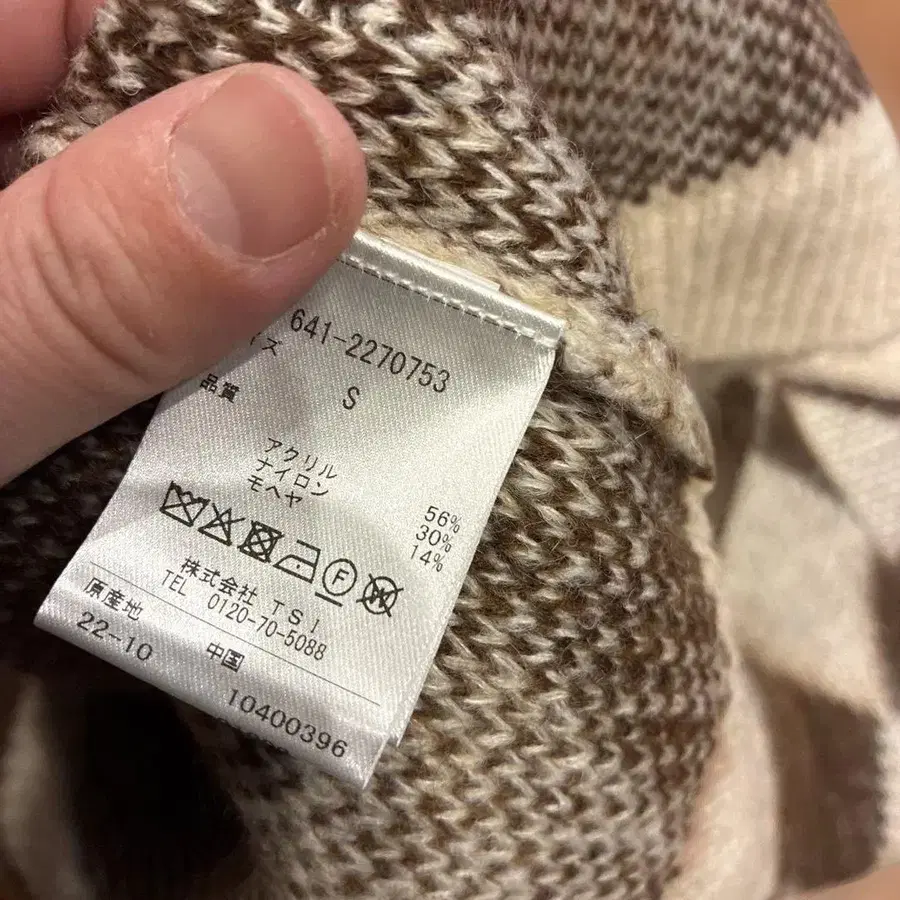 641-2270753
イズ
S
品質
アクリル 56%
ナイロン 30%
モヘヤ 14%
F W
株式会社 TSI
TEL 0120-70-5088
原産地 中国
22-10
10400396